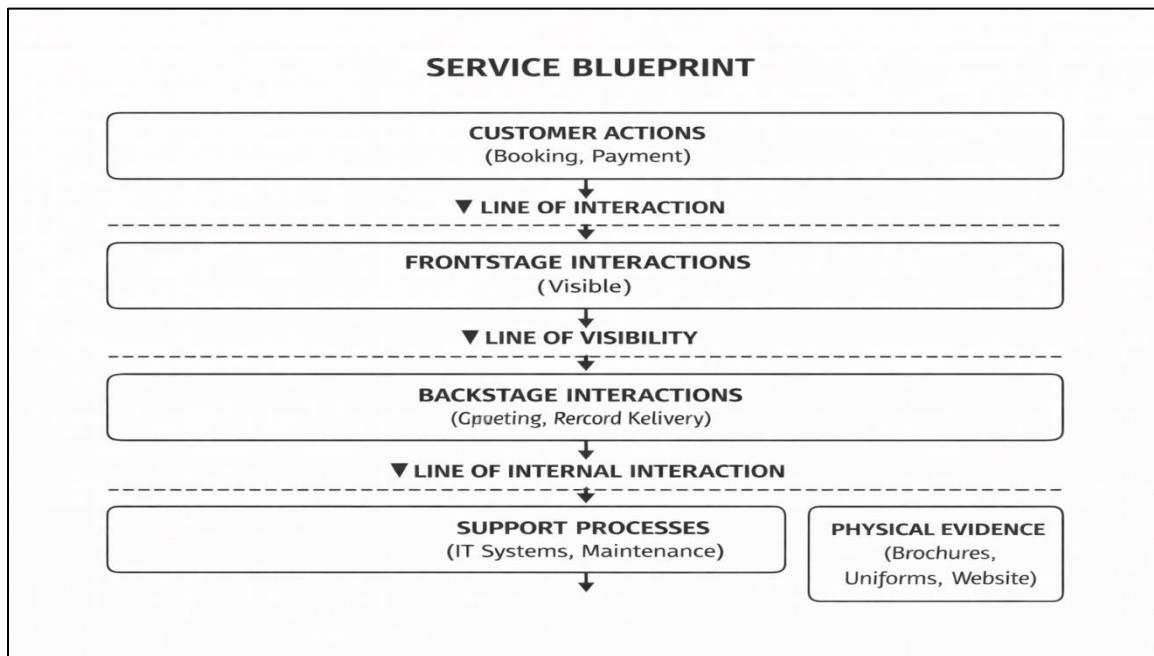 SERVICE BLUEPRINT
CUSTOMER ACTIONS
(Booking, Payment)
▼ LINE OF INTERACTION
FRONTSTAGE INTERACTIONS
(Visible)
▼ LINE OF VISIBILITY
BACKSTAGE INTERACTIONS
Rercord Kelivery)
▼ LINE OF INTERNAL INTERACTION
SUPPORT PROCESSES
(IT Systems, Maintenance)
PHYSICAL EVIDENCE
(Brochures,
Uniforms, Website)